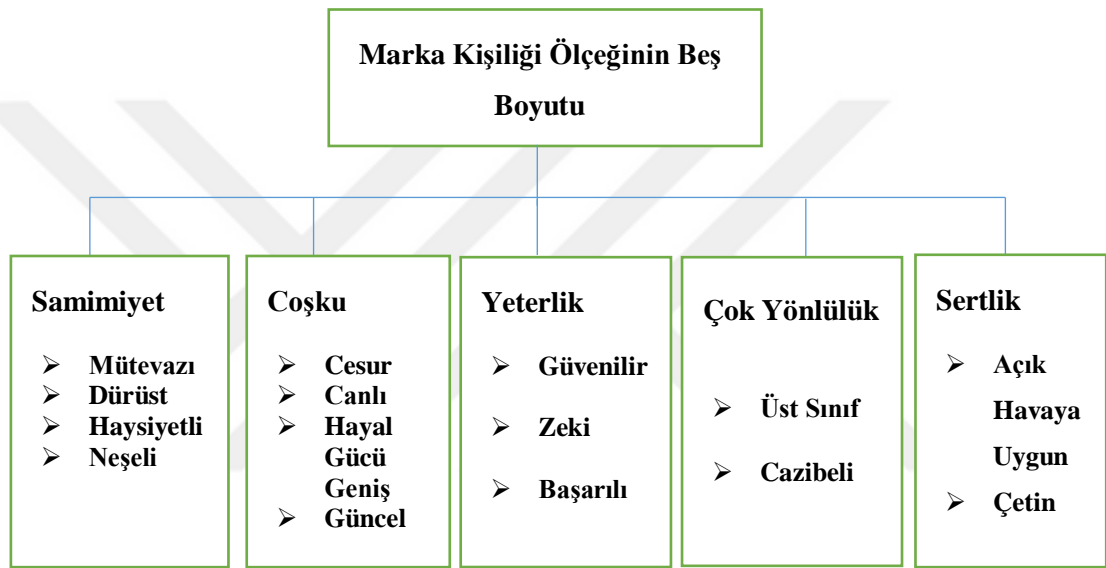 Marka Kişiliği Ölçeğinin Beş
Boyutu
Samimiyet
➢ Mütevazı
➢ Dürüst
➢ Haysiyetli
➢ Neşeli
Coşku
➢ Cesur
➢ Canlı
➢ Hayal
Gücü
Geniş
➢ Güncel
Yeterlik
➢ Güvenilir
➢ Zeki
➢ Başarılı
Çok Yönlülük
➢ Üst Sınıf
➢ Cazibeli
Sertlik
➢ Açık
Havaya
Uygun
➢ Çetin